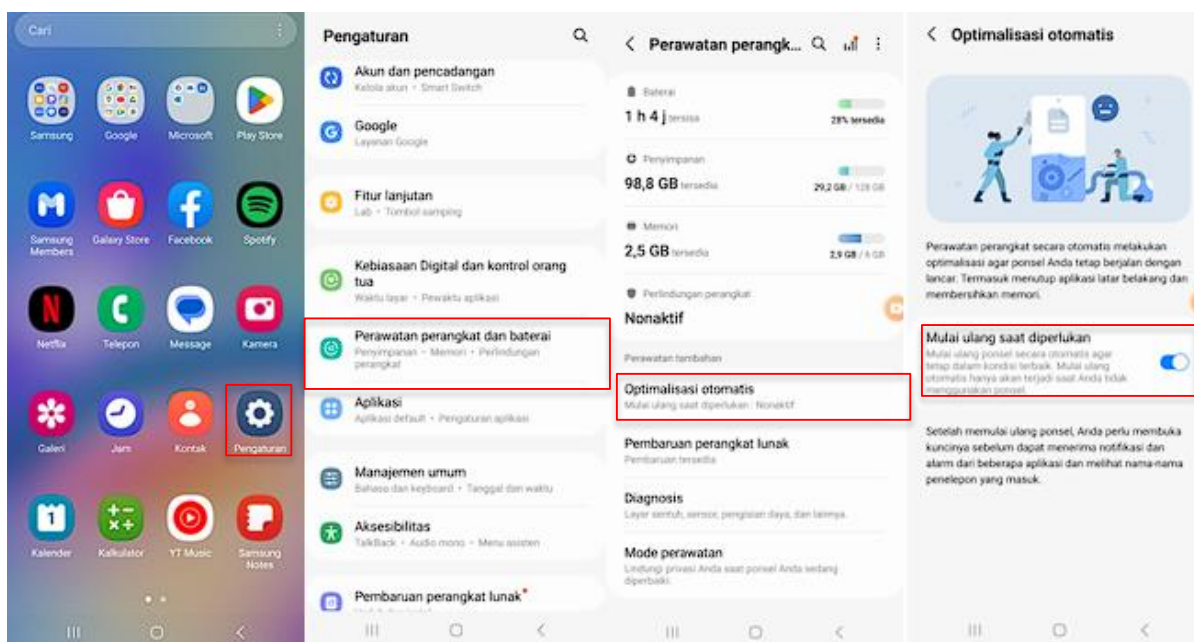 Cari
Samsung
Google
Microsoft
Play Store
Samsung
Members
Galaxy Store
Facebook
Spotify
Netflix
Telepon
Message
Kamera
Galeri
Jam
Kontak
Pengaturan
1
Kalender
Kalkulator
YT Music
Samsung
Notes
Pengaturan
Akun dan pencadangan
Kelola akun • Smart Switch
Google
Layanan Google
Fitur lanjutan
Lab • Tombol samping
Kebiasaan Digital dan kontrol orang
tua
Waktu layar • Pewaktu aplikasi
Perawatan perangkat dan baterai
Penyimpanan • Memori • Perlindungan
perangkat
Aplikasi
Aplikasi default • Pengaturan aplikasi
Manajemen umum
Bahasa dan keyboard • Tanggal dan waktu
Aksesibilitas
TalkBack • Audio mono • Menu asisten
Pembaruan perangkat lunak
Perawatan perangk...
Baterai
1 h 4 j tersisa
28% tersedia
Penyimpanan
98,8 GB tersedia
29,2 GB / 128 GB
Memori
2,5 GB tersedia
2,9 GB / 6 GB
Perlindungan perangkat
Nonaktif
Perawatan tambahan
Optimalisasi otomatis
Mulai ulang saat diperlukan : Nonaktif
Pembaruan perangkat lunak
Pembaruan tersedia
Diagnosis
Layar sentuh, sensor, pengisian daya, dan lainnya.
Mode perawatan
Lindungi privasi Anda saat ponsel Anda sedang
diperbaiki.
Optimalisasi otomatis
Perawatan perangkat secara otomatis melakukan
optimalisasi agar ponsel Anda tetap berjalan dengan
lancar. Termasuk menutup aplikasi latar belakang dan
membersihkan memori.
Mulai ulang saat diperlukan
Mulai ulang ponsel secara otomatis agar
tetap dalam kondisi terbaik. Mulai ulang
otomatis hanya akan terjadi saat Anda tidak
menggunakan ponsel.
Setelah memulai ulang ponsel, Anda perlu membuka
kuncinya sebelum dapat menerima notifikasi dan
alarm dari beberapa aplikasi dan melihat nama-nama
penelepon yang masuk.